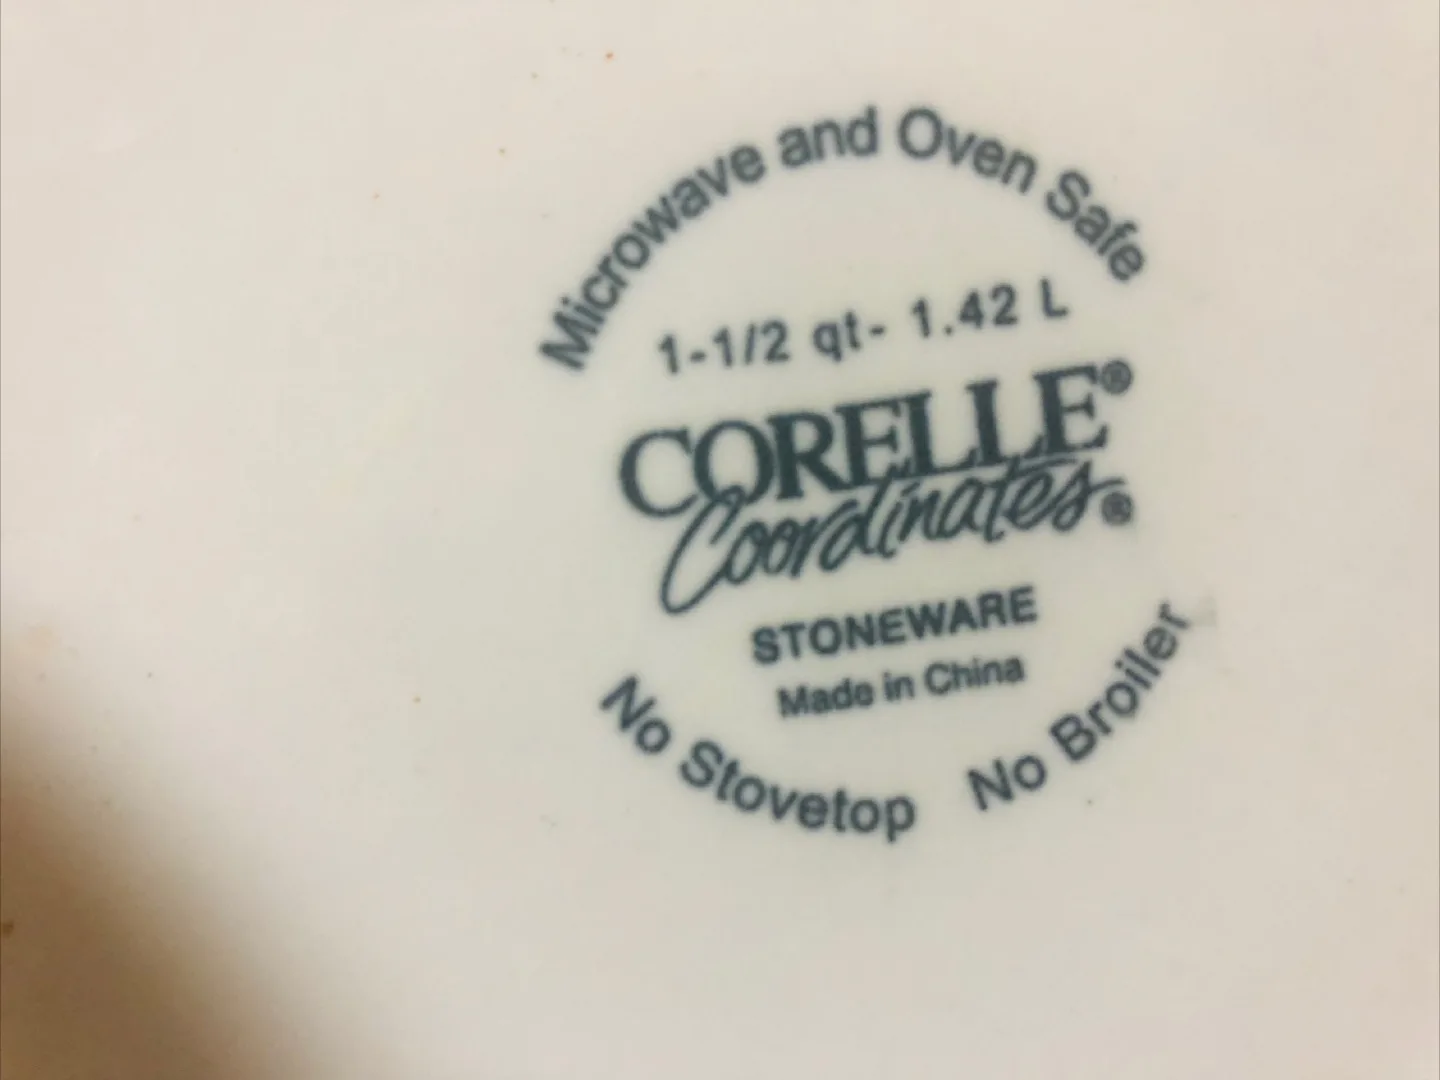 Microwave and Oven Safe
1-1/2 qt- 1.42 L
CORELLE®
Coordinates®
STONEWARE
Made in China
No Stovetop No Broiler